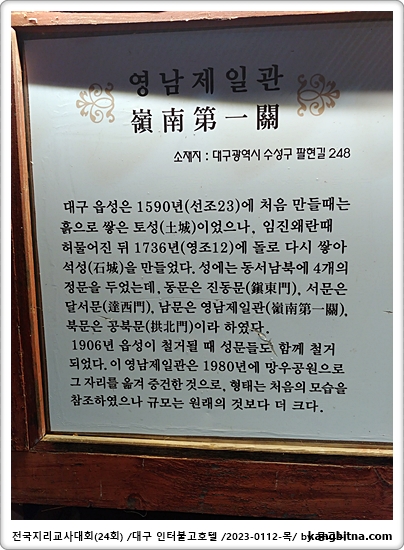 영남제일관
嶺南第一關
소재지 : 대구광역시 수성구 팔현길 248
대구 읍성은 1590년(선조23)에 처음 만들때는
흙으로 쌓은 토성(土城)이었으나, 임진왜란때
허물어진 뒤 1736년(영조12)에 돌로 다시 쌓아
석성(石城)을 만들었다. 성에는 동서남북에 4개의
정문을 두었는데, 동문은 진동문(鎭東門), 서문은
달서문(達西門), 남문은 영남제일관(嶺南第一關),
북문은 공북문(拱北門)이라 하였다.
1906년 읍성이 철거될 때 성문들도 함께 철거
되었다. 이 영남제일관은 1980년에 망우공원으로
그 자리를 옮겨 중건한 것으로, 형태는 처음의 모습을
참조하였으나 규모는 원래의 것보다 더 크다.
전국지리교사대회(24회) /대구 인터불고호텔 /2023-0112-목/ by kangbitna.com